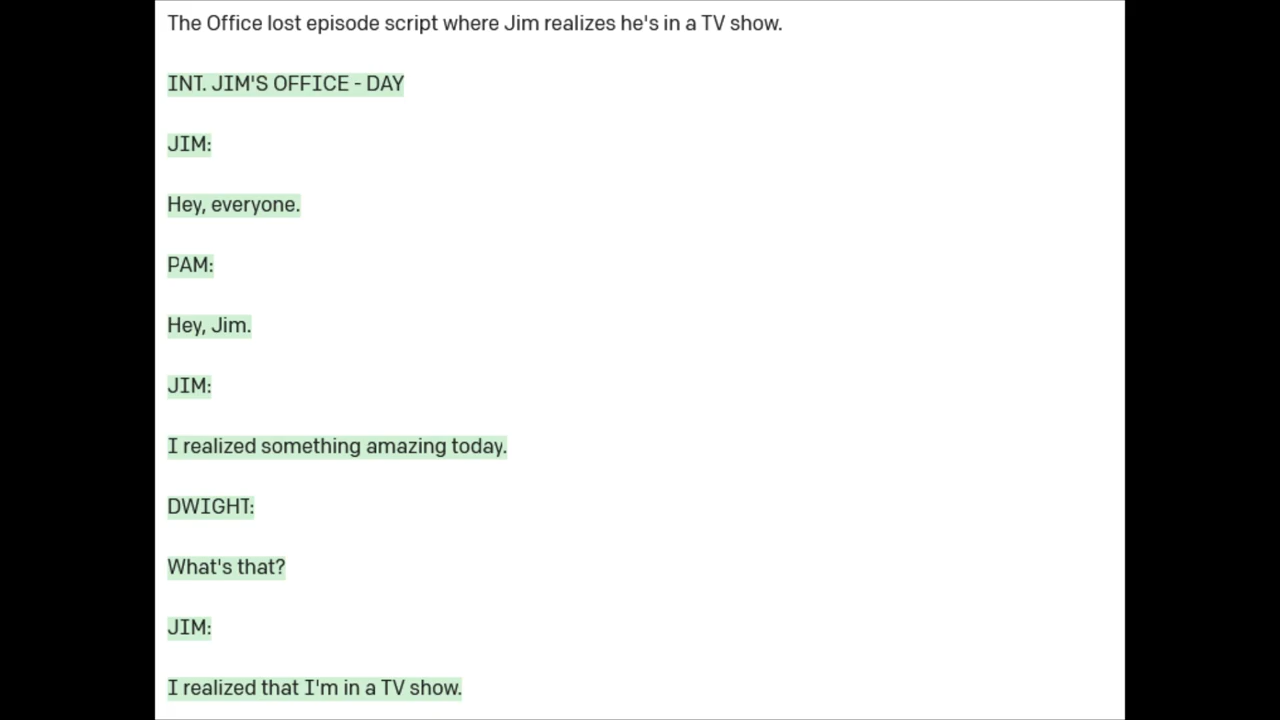 The Office lost episode script where Jim realizes he's in a TV show.
INT. JIM'S OFFICE - DAY
JIM:
Hey, everyone.
PAM:
Hey, Jim.
JIM:
I realized something amazing today.
DWIGHT:
What's that?
JIM:
I realized that I'm in a TV show.